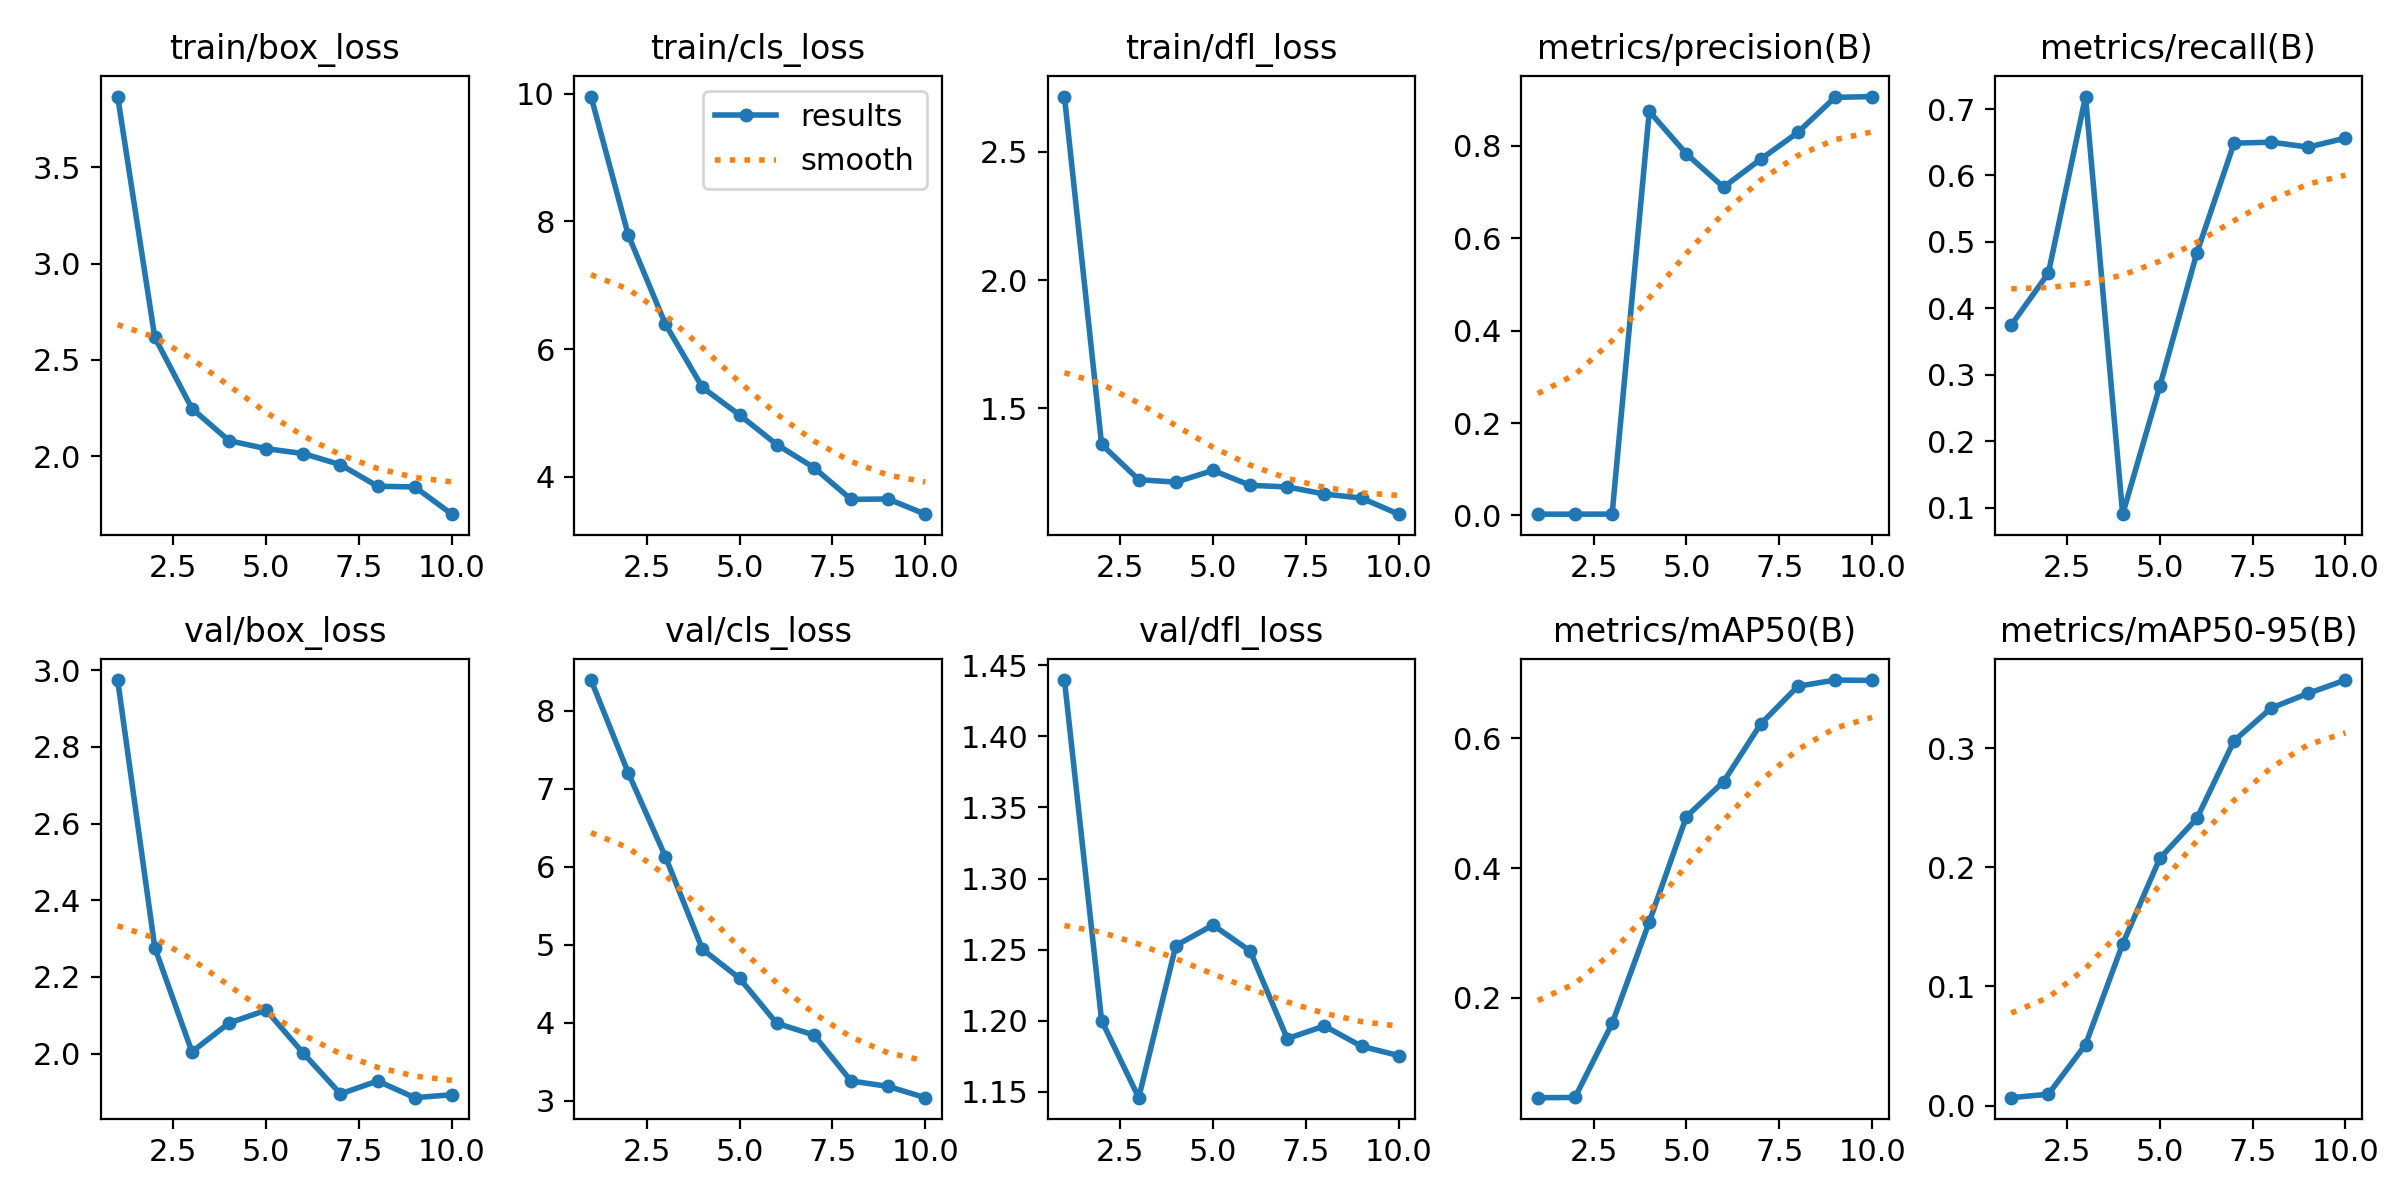 train/box_loss
3.5
3.0
2.5
2.0
2.5 5.0 7.5 10.0
train/cls_loss
results
smooth
10
8
6
4
2.5 5.0 7.5 10.0
train/dfl_loss
2.5
2.0
1.5
2.5 5.0 7.5 10.0
metrics/precision(B)
0.8
0.6
0.4
0.2
0.0
2.5 5.0 7.5 10.0
metrics/recall(B)
0.7
0.6
0.5
0.4
0.3
0.2
0.1
2.5 5.0 7.5 10.0
val/box_loss
3.0
2.8
2.6
2.4
2.2
2.0
2.5 5.0 7.5 10.0
val/cls_loss
8
7
6
5
4
3
2.5 5.0 7.5 10.0
val/dfl_loss
1.45
1.40
1.35
1.30
1.25
1.20
1.15
2.5 5.0 7.5 10.0
metrics/mAP50(B)
0.6
0.4
0.2
2.5 5.0 7.5 10.0
metrics/mAP50-95(B)
0.3
0.2
0.1
0.0
2.5 5.0 7.5 10.0